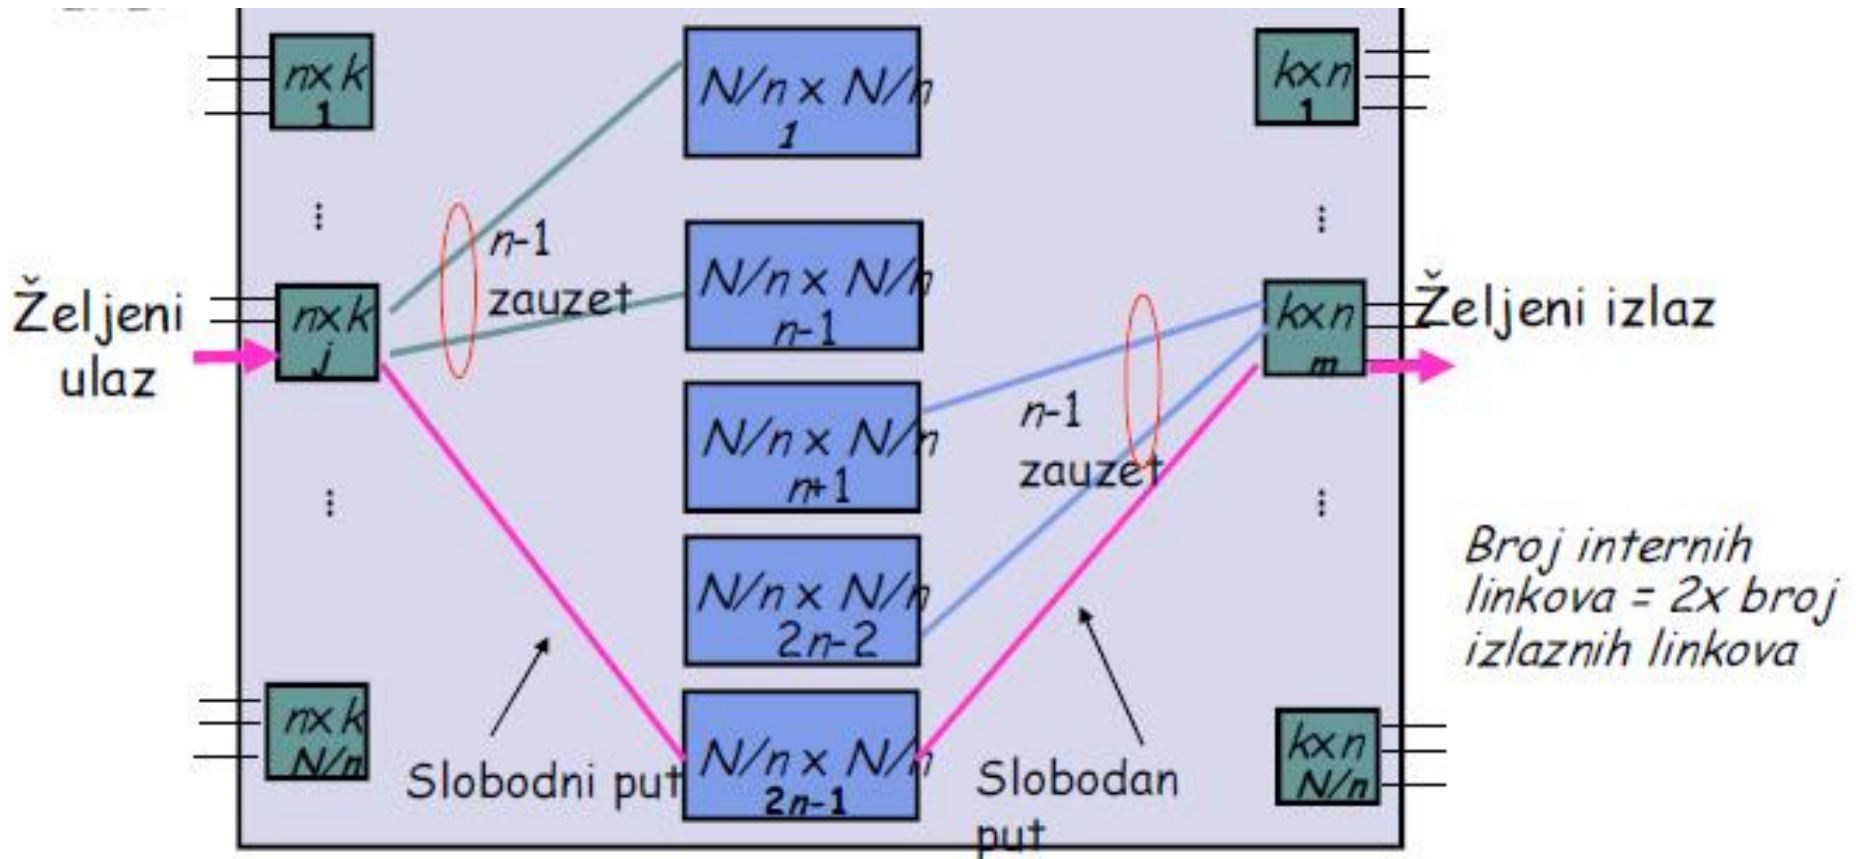 nxk
1
N/n x N/n
1
kxn
1
n-1
zauzet
Željeni
ulaz
nxk
j
N/n x N/n
n-1
kxn
m
Željeni izlaz
N/n x N/n
n+1
n-1
zauzet
N/n x N/n
2n-2
Broj internih
linkova = 2x broj
izlaznih linkova
nxk
N/n
Slobodni put
N/n x N/n
2n-1
Slobodan
put
kxn
N/n